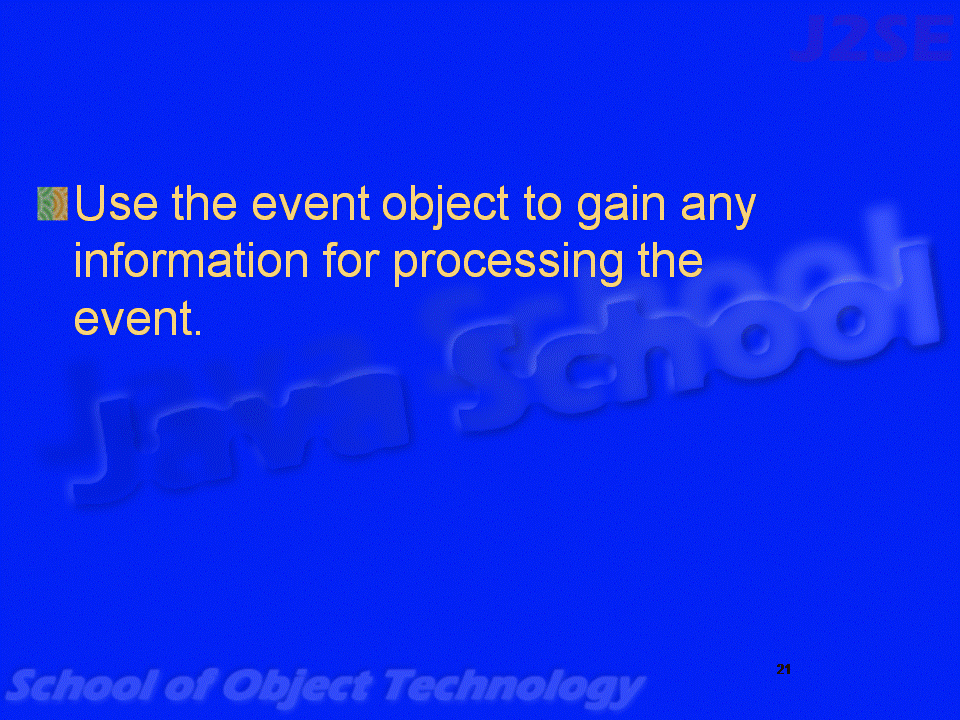 J2SE
Use the event object to gain any
information for processing the
event.
Java School
21
School of Object Technology